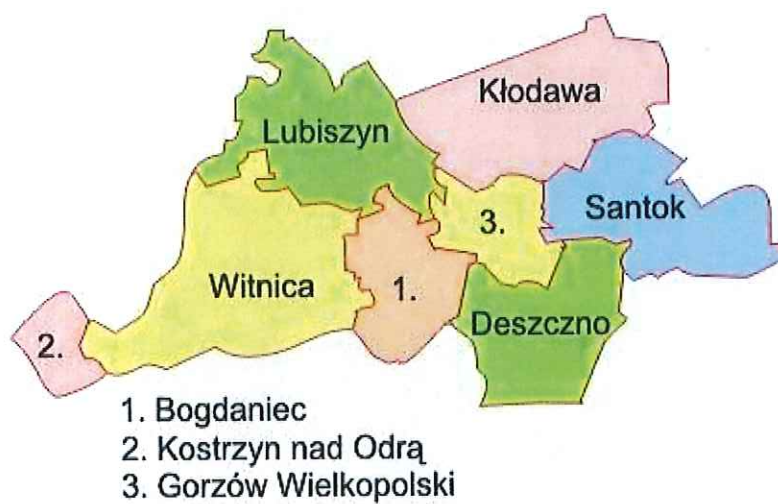 Kłodawa
Lubiszyn
Santok
3.
Witnica
1.
Deszczno
2.
1. Bogdaniec
2. Kostrzyn nad Odrą
3. Gorzów Wielkopolski